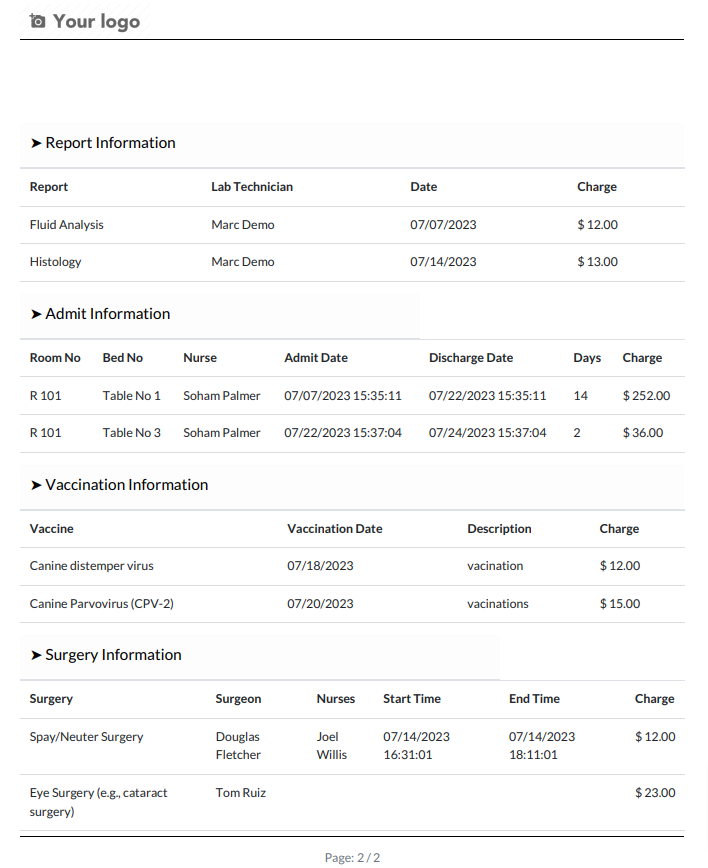 Your logo
➤ Report Information
Report Lab Technician Date Charge
Fluid Analysis Marc Demo 07/07/2023 $ 12.00
Histology Marc Demo 07/14/2023 $ 13.00
➤ Admit Information
Room No Bed No Nurse Admit Date Discharge Date Days Charge
R 101 Table No 1 Soham Palmer 07/07/2023 15:35:11 07/22/2023 15:35:11 14 $ 252.00
R 101 Table No 3 Soham Palmer 07/22/2023 15:37:04 07/24/2023 15:37:04 2 $ 36.00
➤ Vaccination Information
Vaccine Vaccination Date Description Charge
Canine distemper virus 07/18/2023 vacination $ 12.00
Canine Parvovirus (CPV-2) 07/20/2023 vacinations $ 15.00
➤ Surgery Information
Surgery Surgeon Nurses Start Time End Time Charge
Spay/Neuter Surgery Douglas Joel 07/14/2023 07/14/2023 $ 12.00
Fletcher Willis 16:31:01 18:11:01
Eye Surgery (e.g., cataract Tom Ruiz $ 23.00
surgery)
Page: 2 / 2